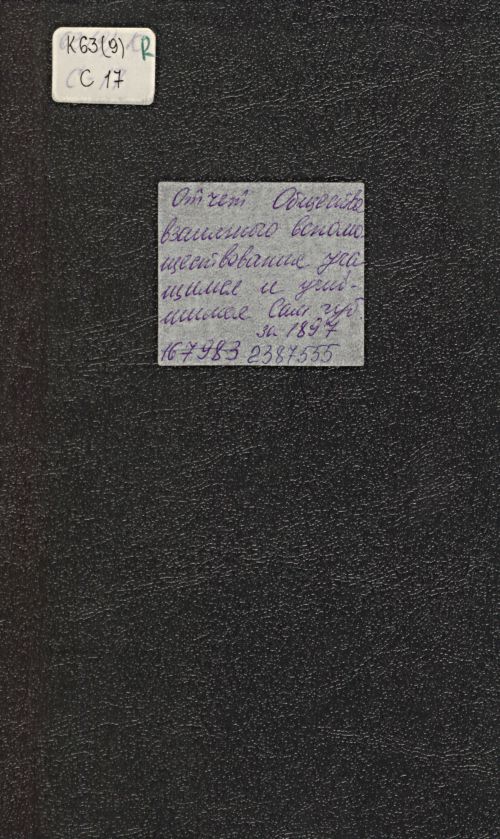 К63(9) R
С 17
Отчет Общества
взаимного вспомо
ществования уча
щимся и учив-
шимся Сам губ
за 1897
167983 2387555